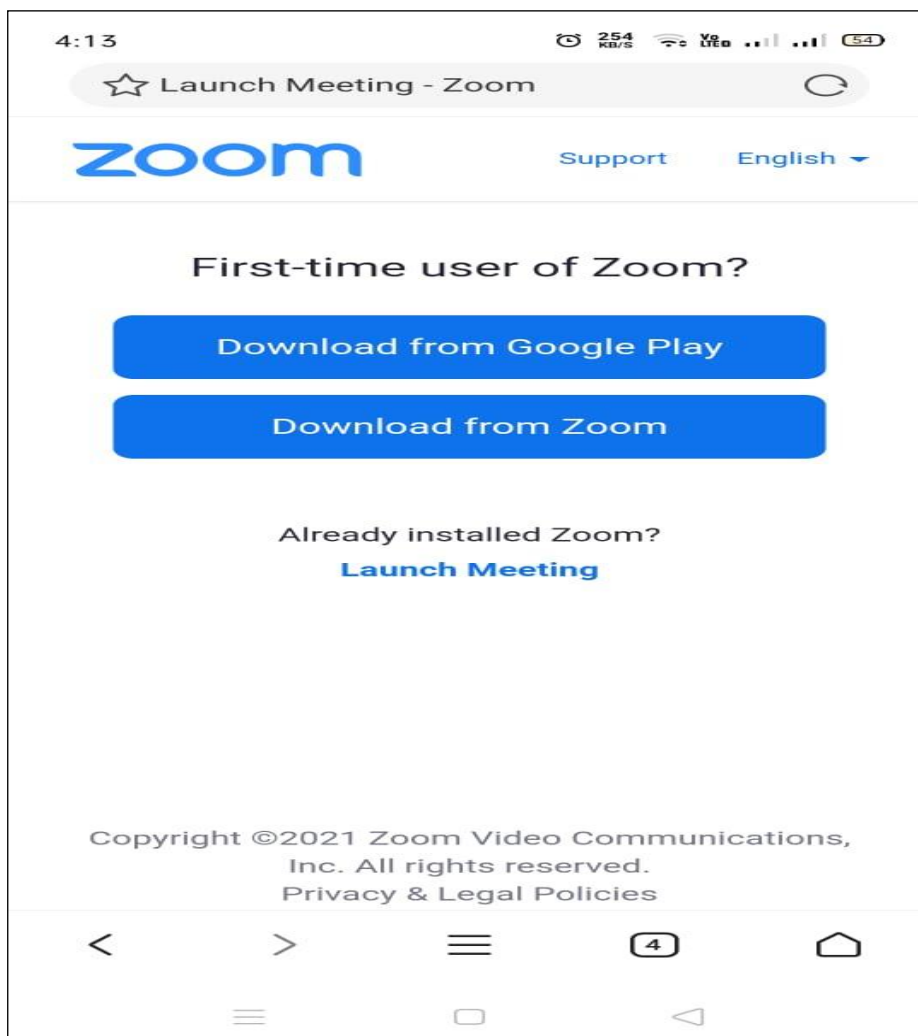 4:13 254 KB/S Vo LTE 54
Launch Meeting - Zoom
zoom Support English
First-time user of Zoom?
Download from Google Play
Download from Zoom
Already installed Zoom?
Launch Meeting
Copyright ©2021 Zoom Video Communications,
Inc. All rights reserved.
Privacy & Legal Policies
4